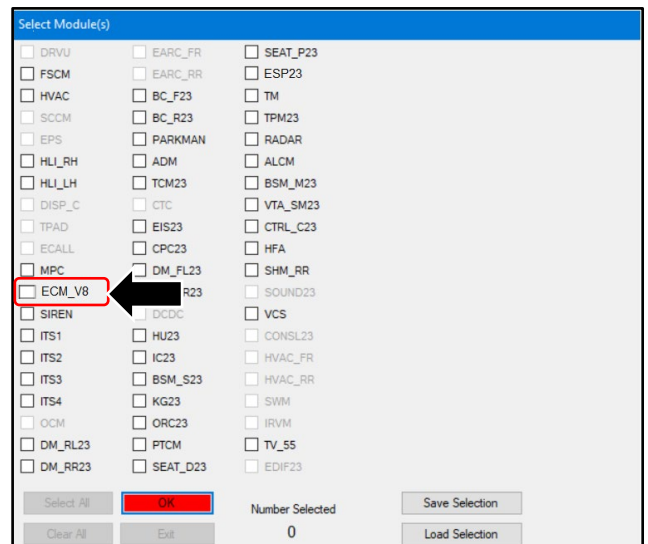 Select Module(s)
DRVU EARC_FR SEAT_P23
FSCM EARC_RR ESP23
HVAC BC_F23 TM
SCCM BC_R23 TPM23
EPS PARKMAN RADAR
HLI_RH ADM ALCM
HLI_LH TCM23 BSM_M23
DISP_C CTC VTA_SM23
TPAD EIS23 CTRL_C23
ECALL CPC23 HFA
MPC DM_FL23 SHM_RR
ECM_V8 R23 SOUND23
SIREN DCDC VCS
ITS1 HU23 CONSL23
ITS2 IC23 HVAC_FR
ITS3 BSM_S23 HVAC_RR
ITS4 KG23 SWM
OCM ORC23 IRVM
DM_RL23 PTCM TV_55
DM_RR23 SEAT_D23 EDIF23
Select All OK Number Selected Save Selection
Clear All Exit 0 Load Selection